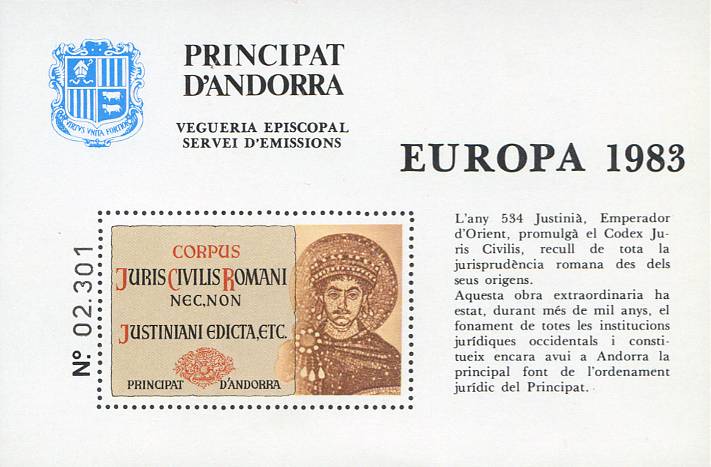 VIRTVS VNITA FORTIOR
PRINCIPAT
D'ANDORRA
VEGUERIA EPISCOPAL
SERVEI D'EMISSIONS
EUROPA 1983
Nº 02.301
CORPUS
JURIS CIVILIS ROMANI
NEC,NON
JUSTINIANI EDICTA,ETC.
PRINCIPAT D'ANDORRA
L'any 534 Justinià, Emperador
d'Orient, promulgà el Codex Ju-
ris Civilis, recull de tota la
jurisprudència romana des dels
seus origens.
Aquesta obra extraordinaria ha
estat, durant més de mil anys, el
fonament de totes les institucions
jurídiques occidentals i consti-
tueix encara avui a Andorra la
principal font de l'ordenament
jurídic del Principat.